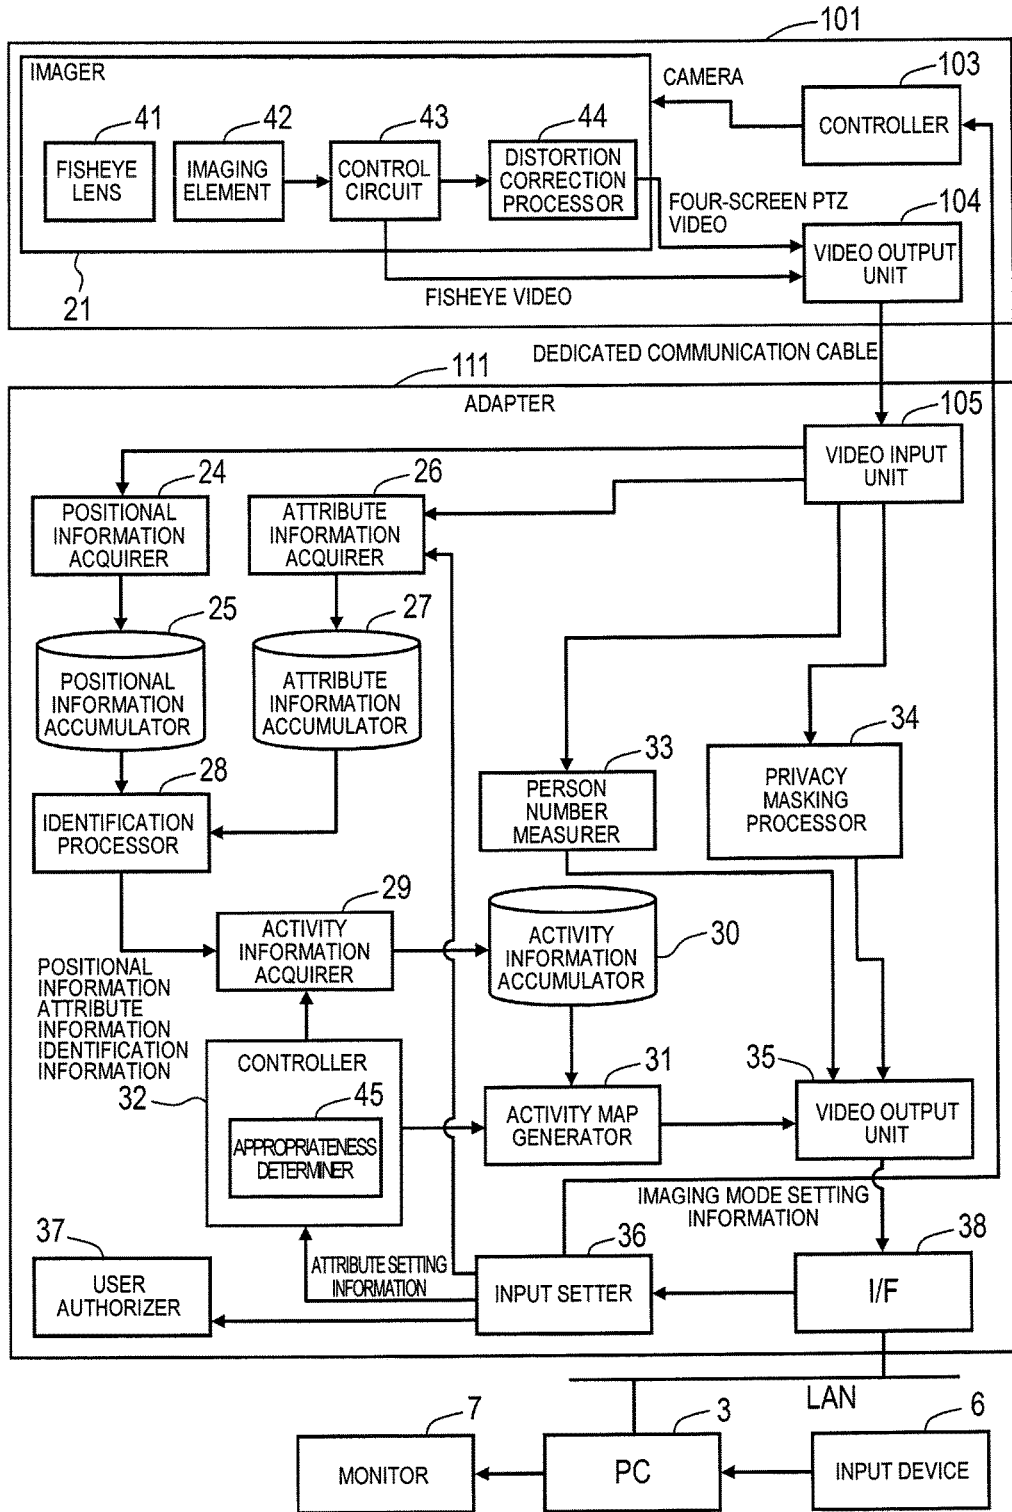 101
IMAGER
CAMERA
103
CONTROLLER
41
42
43
44
FISHEYE
LENS
IMAGING
ELEMENT
CONTROL
CIRCUIT
DISTORTION
CORRECTION
PROCESSOR
FOUR-SCREEN PTZ
VIDEO
104
VIDEO OUTPUT
UNIT
21
FISHEYE VIDEO
DEDICATED COMMUNICATION CABLE
111
ADAPTER
105
VIDEO INPUT
UNIT
24
POSITIONAL
INFORMATION
ACQUIRER
26
ATTRIBUTE
INFORMATION
ACQUIRER
25
POSITIONAL
INFORMATION
ACCUMULATOR
27
ATTRIBUTE
INFORMATION
ACCUMULATOR
28
IDENTIFICATION
PROCESSOR
33
PERSON
NUMBER
MEASURER
34
PRIVACY
MASKING
PROCESSOR
29
ACTIVITY
INFORMATION
ACQUIRER
30
ACTIVITY
INFORMATION
ACCUMULATOR
POSITIONAL
INFORMATION
ATTRIBUTE
INFORMATION
IDENTIFICATION
INFORMATION
32
CONTROLLER
45
APPROPRIATENESS
DETERMINER
31
ACTIVITY MAP
GENERATOR
35
VIDEO OUTPUT
UNIT
IMAGING MODE SETTING
INFORMATION
37
USER
AUTHORIZER
ATTRIBUTE SETTING
INFORMATION
36
INPUT SETTER
38
I/F
LAN
7
MONITOR
3
PC
6
INPUT DEVICE